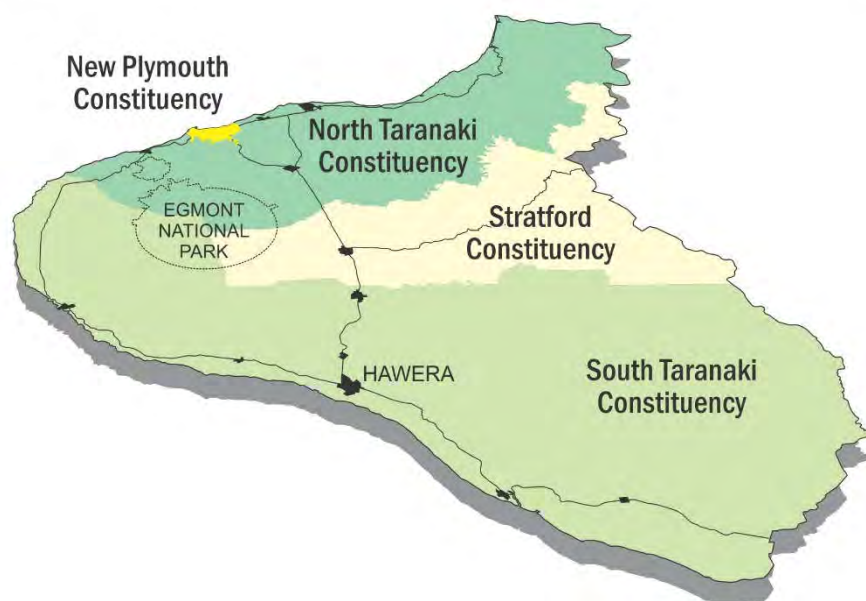 New Plymouth
Constituency
North Taranaki
Constituency
EGMONT
NATIONAL
PARK
Stratford
Constituency
HAWERA
South Taranaki
Constituency